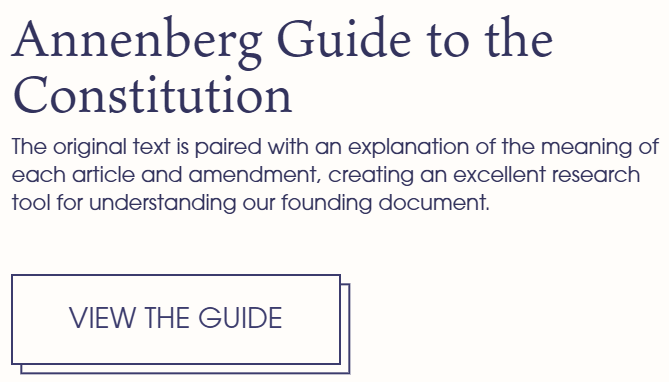 Annenberg Guide to the
Constitution
The original text is paired with an explanation of the meaning of
each article and amendment, creating an excellent research
tool for understanding our founding document.
VIEW THE GUIDE